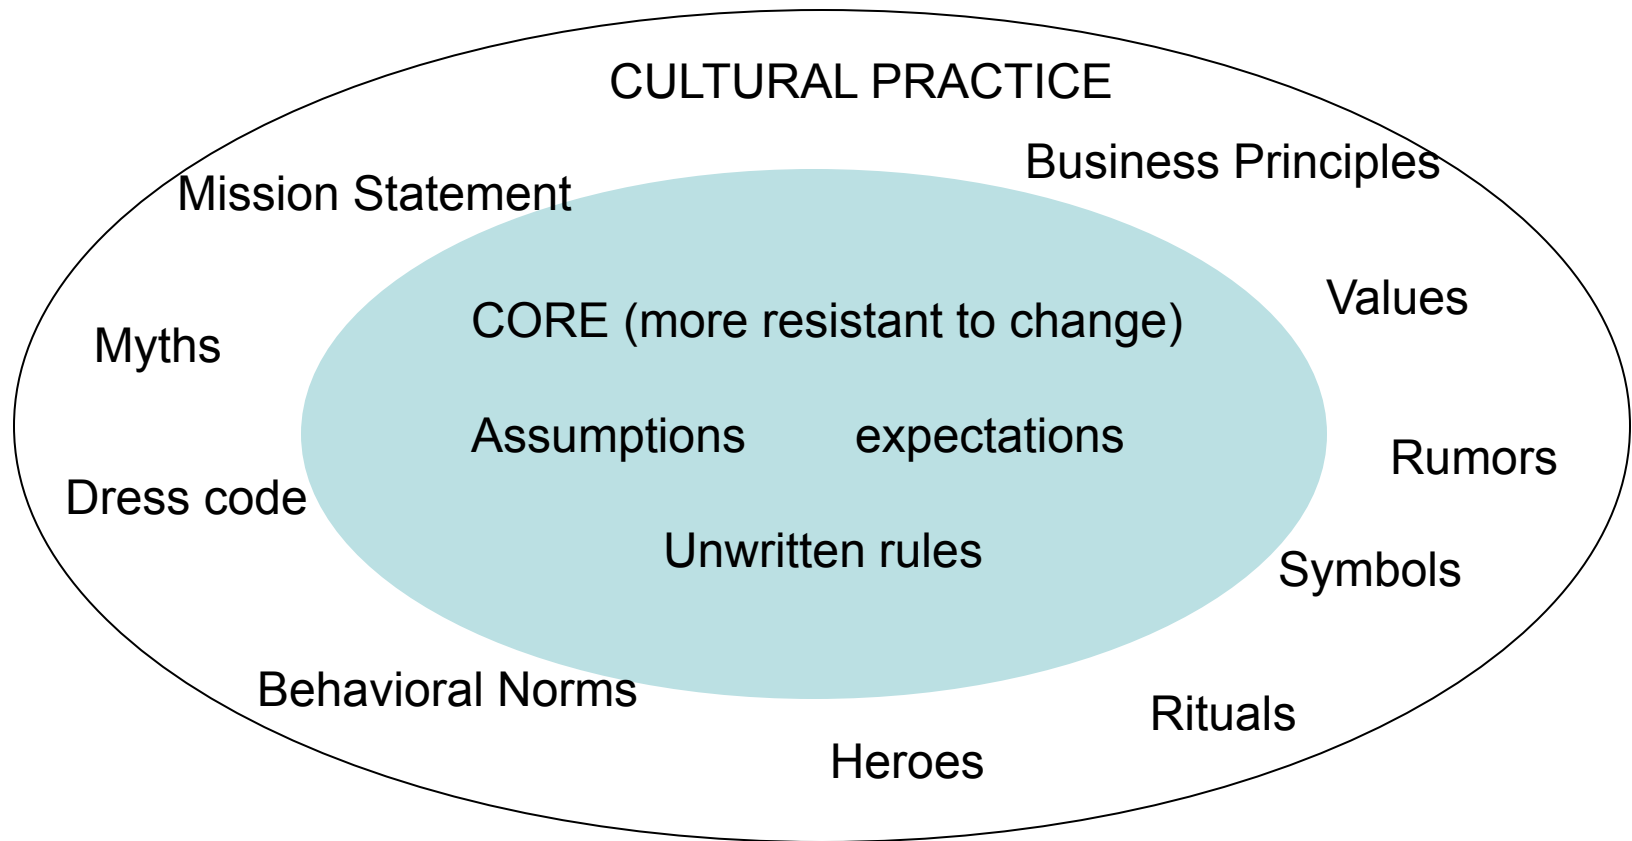 CULTURAL PRACTICE
Business Principles
Mission Statement
Values
CORE (more resistant to change)
Myths
Assumptions expectations
Rumors
Dress code
Unwritten rules
Symbols
Behavioral Norms
Rituals
Heroes